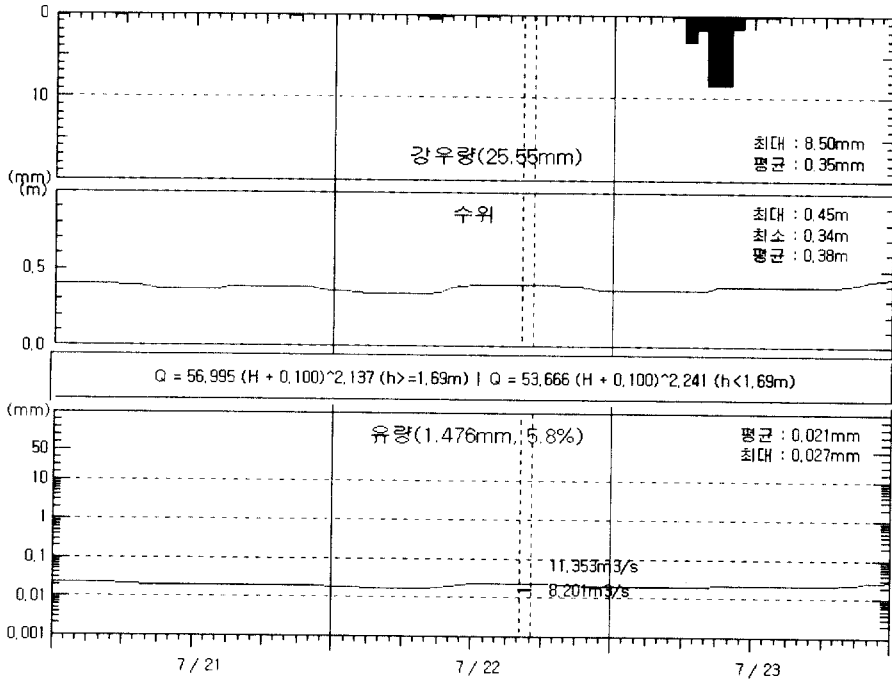 0
10
(mm)
강우량(25.55mm)
최대 : 8.50mm
평균 : 0.35mm
(m)
수위
최대 : 0.45m
최소 : 0.34m
평균 : 0.38m
0.5
0.0
Q = 56.995 (H + 0.100)^2.137 (h>=1.69m) | Q = 53.666 (H + 0.100)^2.241 (h<1.69m)
(mm)
유량(1.476mm, 5.8%)
평균 : 0.021mm
최대 : 0.027mm
50
10
1
0.1
0.01
0.001
11.353m3/s
8.201m3/s
7 / 21
7 / 22
7 / 23